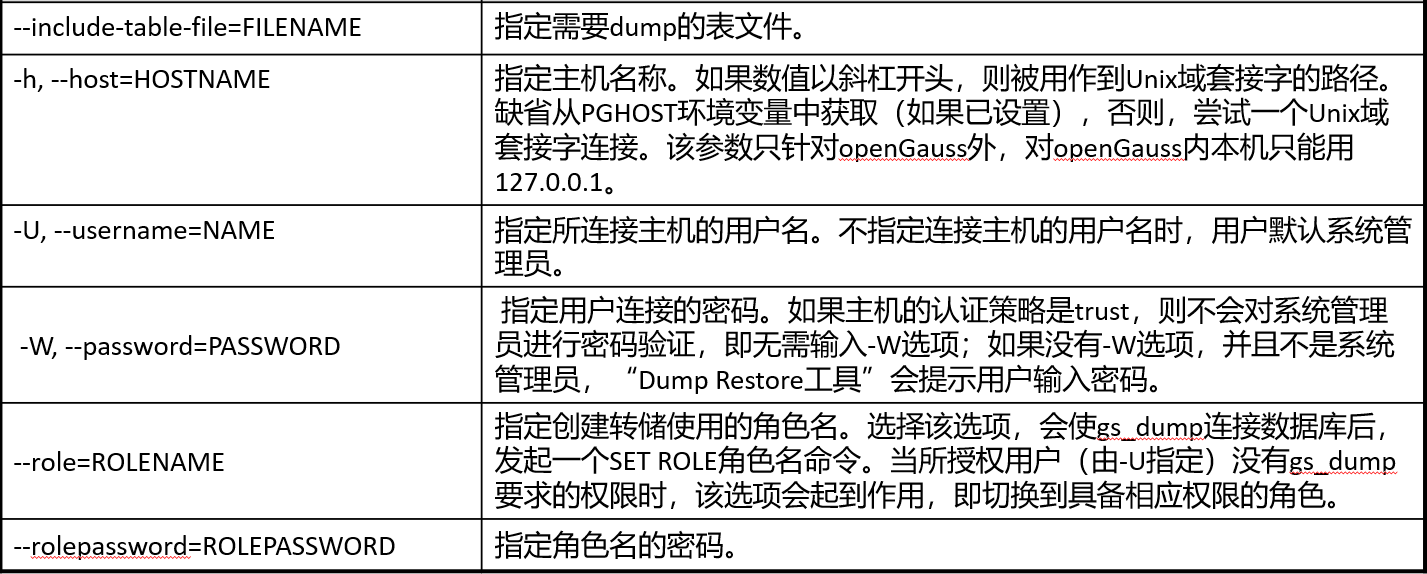 --include-table-file=FILENAME
指定需要dump的表文件。
-h, --host=HOSTNAME
指定主机名称。如果数值以斜杠开头，则被用作到Unix域套接字的路径。
缺省从PGHOST环境变量中获取（如果已设置），否则，尝试一个Unix域
套接字连接。该参数只针对openGauss外，对openGauss内本机只能用
127.0.0.1。
-U, --username=NAME
指定所连接主机的用户名。不指定连接主机的用户名时，用户默认系统管
理员。
-W, --password=PASSWORD
指定用户连接的密码。如果主机的认证策略是trust，则不会对系统管理
员进行密码验证，即无需输入-W选项；如果没有-W选项，并且不是系统
管理员，“Dump Restore工具”会提示用户输入密码。
--role=ROLENAME
指定创建转储使用的角色名。选择该选项，会使gs_dump连接数据库后，
发起一个SET ROLE角色名命令。当所授权用户（由-U指定）没有gs_dump
要求的权限时，该选项会起到作用，即切换到具备相应权限的角色。
--rolepassword=ROLEPASSWORD
指定角色名的密码。